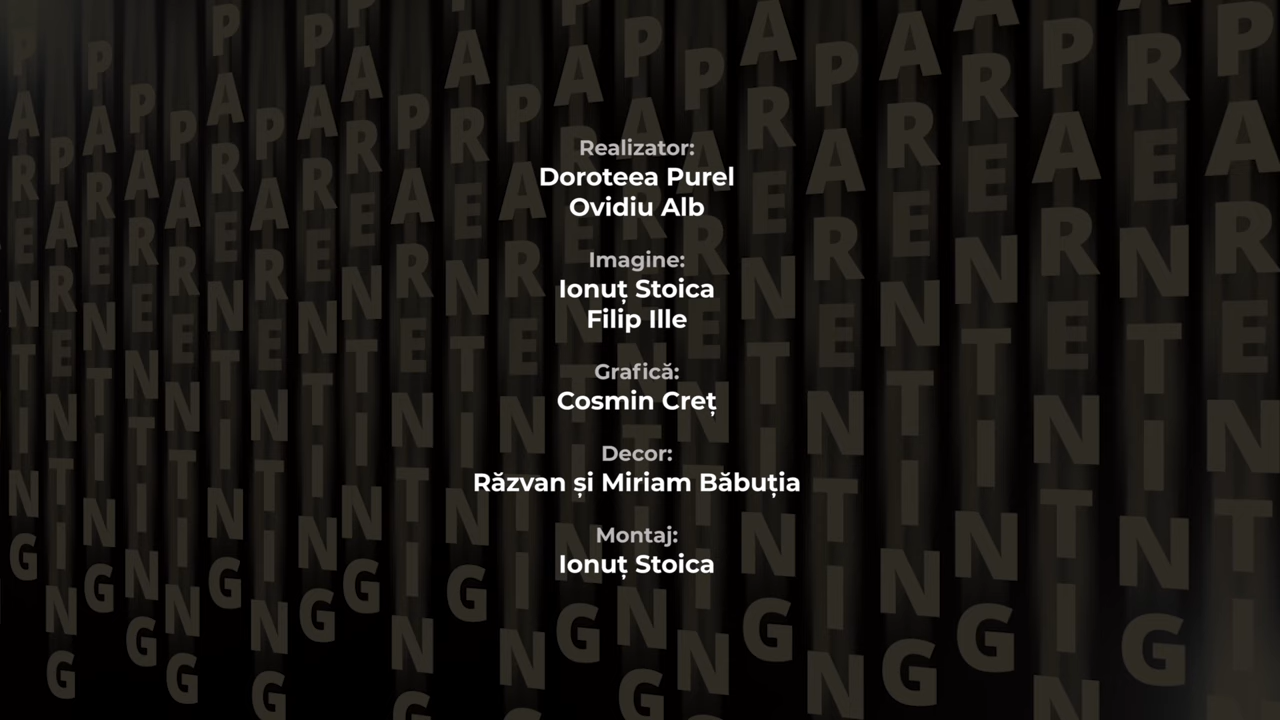 Realizator:
Doroteea Purel
Ovidiu Alb
Imagine:
Ionuț Stoica
Filip Ille
Grafică:
Cosmin Creț
Decor:
Răzvan și Miriam Băbuția
Montaj:
Ionuț Stoica
PARENTING